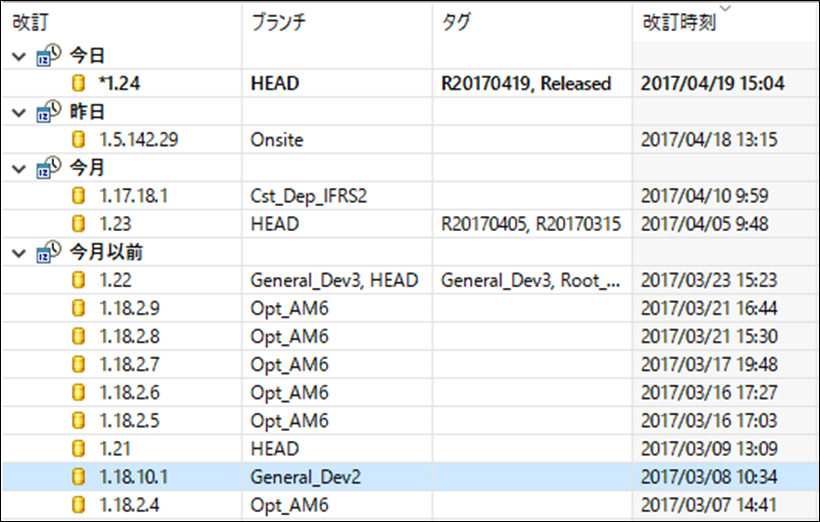 改訂 ブランチ タグ 改訂時刻
今日
*1.24 HEAD R20170419, Released 2017/04/19 15:04
昨日
1.5.142.29 Onsite 2017/04/18 13:15
今月
1.17.18.1 Cst_Dep_IFRS2 2017/04/10 9:59
1.23 HEAD R20170405, R20170315 2017/04/05 9:48
今月以前
1.22 General_Dev3, HEAD General_Dev3, Root_... 2017/03/23 15:23
1.18.2.9 Opt_AM6 2017/03/21 16:44
1.18.2.8 Opt_AM6 2017/03/21 15:30
1.18.2.7 Opt_AM6 2017/03/17 19:48
1.18.2.6 Opt_AM6 2017/03/16 17:27
1.18.2.5 Opt_AM6 2017/03/16 17:03
1.21 HEAD 2017/03/09 13:09
1.18.10.1 General_Dev2 2017/03/08 10:34
1.18.2.4 Opt_AM6 2017/03/07 14:41